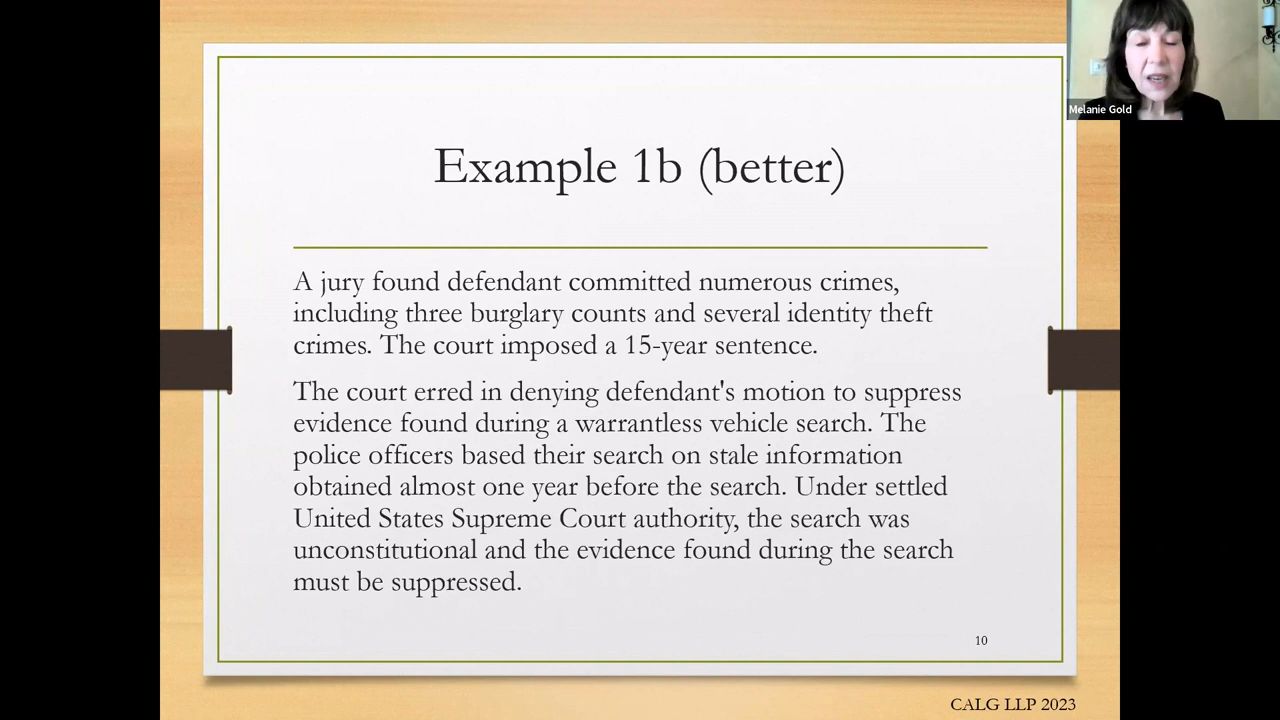 Melanie Gold
Example 1b (better)
A jury found defendant committed numerous crimes,
including three burglary counts and several identity theft
crimes. The court imposed a 15-year sentence.
The court erred in denying defendant's motion to suppress
evidence found during a warrantless vehicle search. The
police officers based their search on stale information
obtained almost one year before the search. Under settled
United States Supreme Court authority, the search was
unconstitutional and the evidence found during the search
must be suppressed.
10
CALG LLP 2023